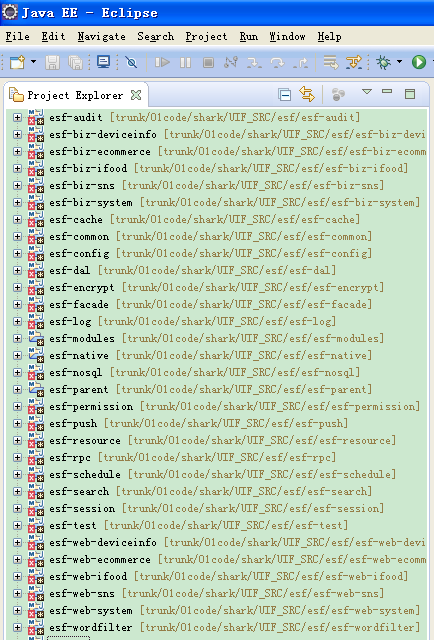 Java EE - Eclipse
File Edit Navigate Search Project Run Window Help
Project Explorer
esf-audit [trunk/01code/shark/UIF_SRC/esf/esf-audit]
esf-biz-deviceinfo [trunk/01code/shark/UIF_SRC/esf/esf-biz-devi
esf-biz-ecommerce [trunk/01code/shark/UIF_SRC/esf/esf-biz-ecomm
esf-biz-ifood [trunk/01code/shark/UIF_SRC/esf/esf-biz-ifood]
esf-biz-sns [trunk/01code/shark/UIF_SRC/esf/esf-biz-sns]
esf-biz-system [trunk/01code/shark/UIF_SRC/esf/esf-biz-system]
esf-cache [trunk/01code/shark/UIF_SRC/esf/esf-cache]
esf-common [trunk/01code/shark/UIF_SRC/esf/esf-common]
esf-config [trunk/01code/shark/UIF_SRC/esf/esf-config]
esf-dal [trunk/01code/shark/UIF_SRC/esf/esf-dal]
esf-encrypt [trunk/01code/shark/UIF_SRC/esf/esf-encrypt]
esf-facade [trunk/01code/shark/UIF_SRC/esf/esf-facade]
esf-log [trunk/01code/shark/UIF_SRC/esf/esf-log]
esf-modules [trunk/01code/shark/UIF_SRC/esf/esf-modules]
esf-native [trunk/01code/shark/UIF_SRC/esf/esf-native]
esf-nosql [trunk/01code/shark/UIF_SRC/esf/esf-nosql]
esf-parent [trunk/01code/shark/UIF_SRC/esf/esf-parent]
esf-permission [trunk/01code/shark/UIF_SRC/esf/esf-permission]
esf-push [trunk/01code/shark/UIF_SRC/esf/esf-push]
esf-resource [trunk/01code/shark/UIF_SRC/esf/esf-resource]
esf-rpc [trunk/01code/shark/UIF_SRC/esf/esf-rpc]
esf-schedule [trunk/01code/shark/UIF_SRC/esf/esf-schedule]
esf-search [trunk/01code/shark/UIF_SRC/esf/esf-search]
esf-session [trunk/01code/shark/UIF_SRC/esf/esf-session]
esf-test [trunk/01code/shark/UIF_SRC/esf/esf-test]
esf-web-deviceinfo [trunk/01code/shark/UIF_SRC/esf/esf-web-devi
esf-web-ecommerce [trunk/01code/shark/UIF_SRC/esf/esf-web-ecomm
esf-web-ifood [trunk/01code/shark/UIF_SRC/esf/esf-web-ifood]
esf-web-sns [trunk/01code/shark/UIF_SRC/esf/esf-web-sns]
esf-web-system [trunk/01code/shark/UIF_SRC/esf/esf-web-system]
esf-wordfilter [trunk/01code/shark/UIF_SRC/esf/esf-wordfilter]